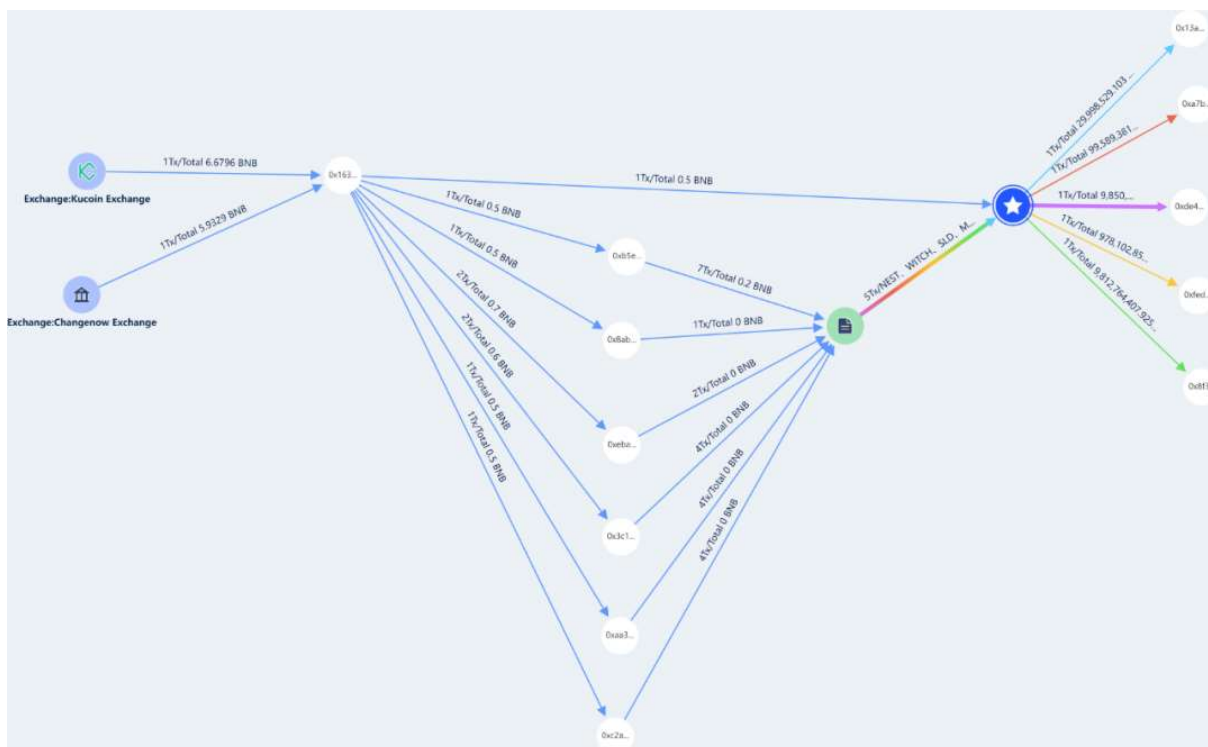 0x13a...
1Tx/Total 29,998,529,103 ...
0xa7b...
1Tx/Total 99,589,381...
1Tx/Total 6.6796 BNB
0x163...
1Tx/Total 0.5 BNB
1Tx/Total 9,850,...
0xde4...
Exchange:Kucoin Exchange
1Tx/Total 5.9329 BNB
1Tx/Total 0.5 BNB
1Tx/Total 0.5 BNB
2Tx/Total 0.7 BNB
2Tx/Total 0.6 BNB
1Tx/Total 0.5 BNB
1Tx/Total 0.5 BNB
0xb5e...
7Tx/Total 0.2 BNB
5Tx/NEST、WITCH、SLD、M...
1Tx/Total 978,102,85...
0xfed...
1Tx/Total 9,812,764,407,925...
Exchange:Changenow Exchange
0x8ab...
1Tx/Total 0 BNB
0x8f3
2Tx/Total 0 BNB
0xeba...
4Tx/Total 0 BNB
4Tx/Total 0 BNB
4Tx/Total 0 BNB
0x3c1...
0xaa3...
0xc2a...